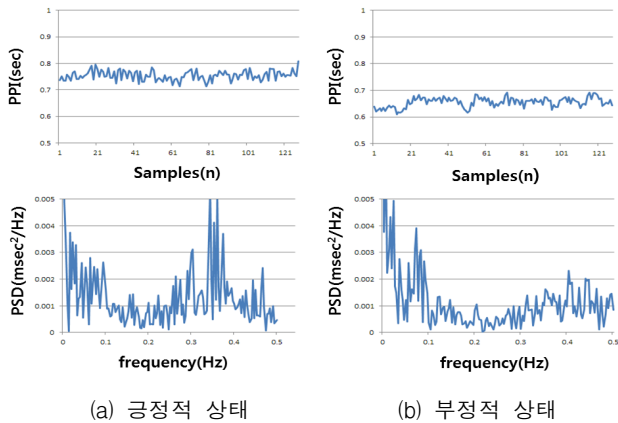 PPI(sec)
1
0.9
0.8
0.7
0.6
0.5
1 21 41 61 81 101 121
Samples(n)
PPI(sec)
1
0.9
0.8
0.7
0.6
0.5
1 21 41 61 81 101 121
Samples(n)
PSD(msec²/Hz)
0.005
0.004
0.003
0.002
0.001
0
0 0.1 0.2 0.3 0.4 0.5
frequency(Hz)
PSD(msec²/Hz)
0.005
0.004
0.003
0.002
0.001
0
0 0.1 0.2 0.3 0.4 0.5
frequency(Hz)
(a) 긍정적 상태
(b) 부정적 상태